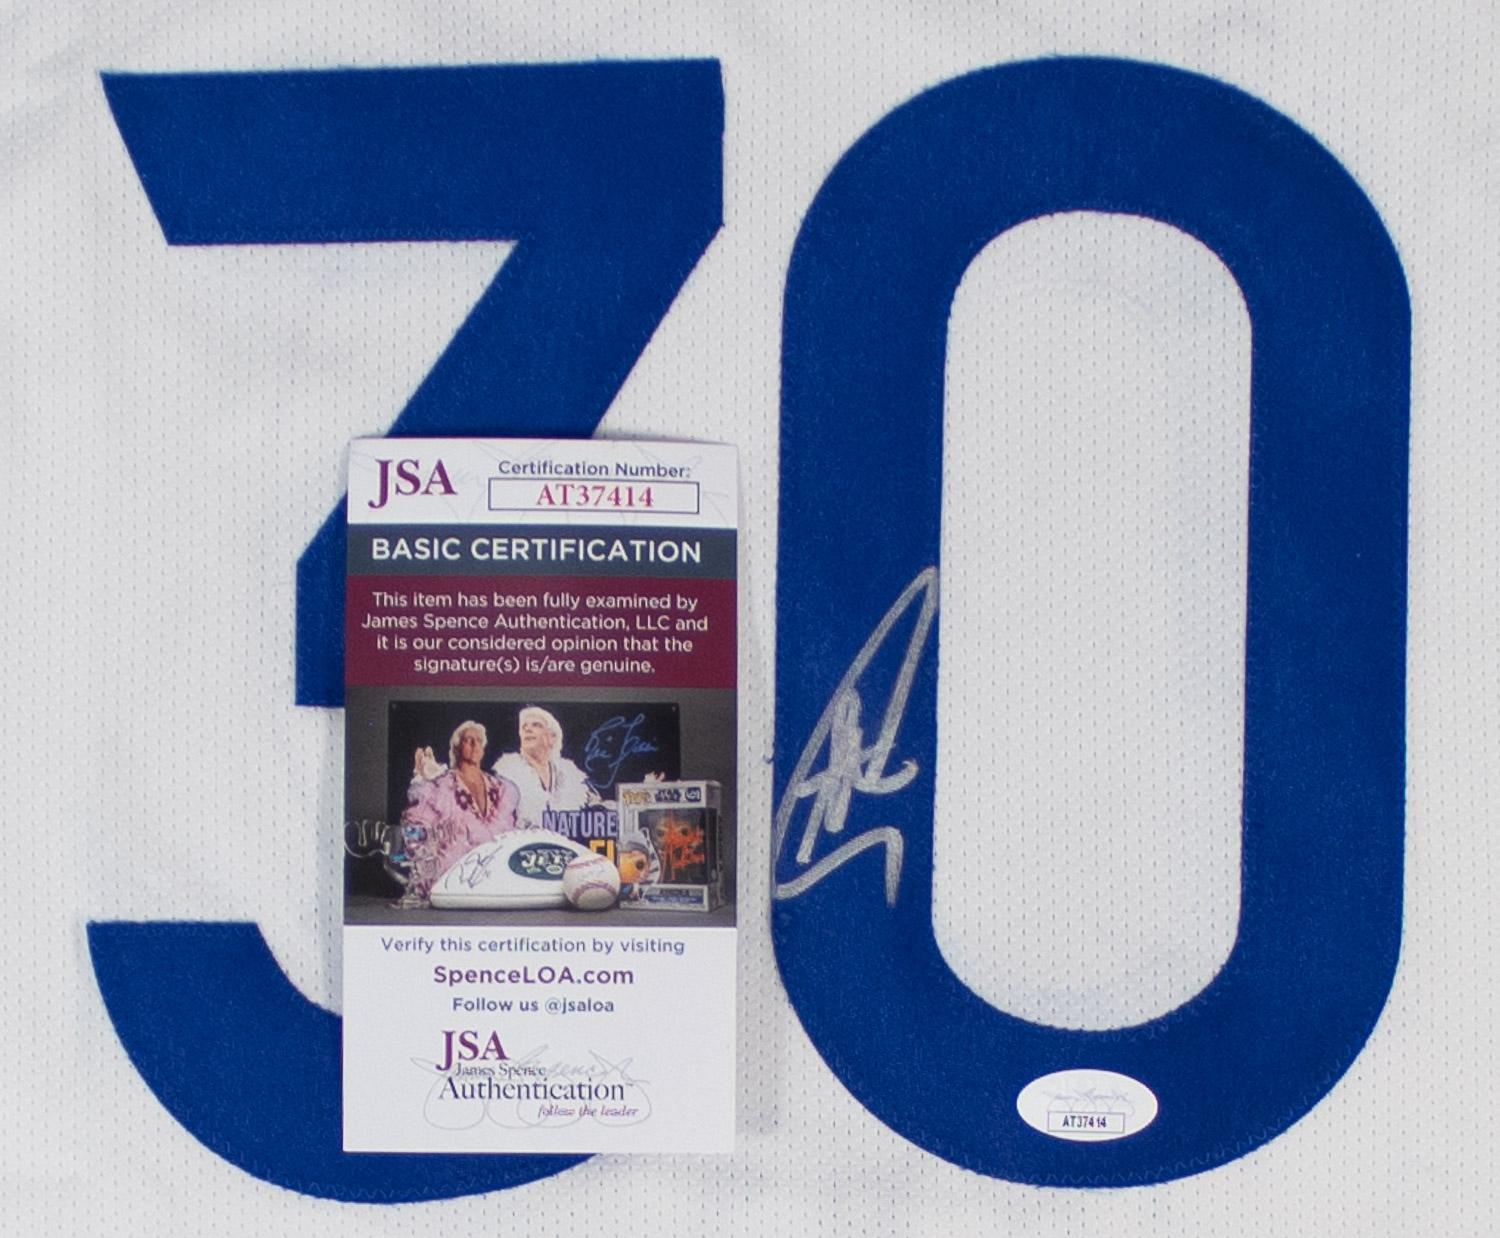 30
JSA
Certification Number:
AT37414
BASIC CERTIFICATION
This item has been fully examined by
James Spence Authentication, LLC and
it is our considered opinion that the
signature(s) is/are genuine.
NATURE
JETS
Verify this certification by visiting
SpenceLOA.com
Follow us @jsaloa
JSA
James Spence
Authentication
follow the leader
AT37414